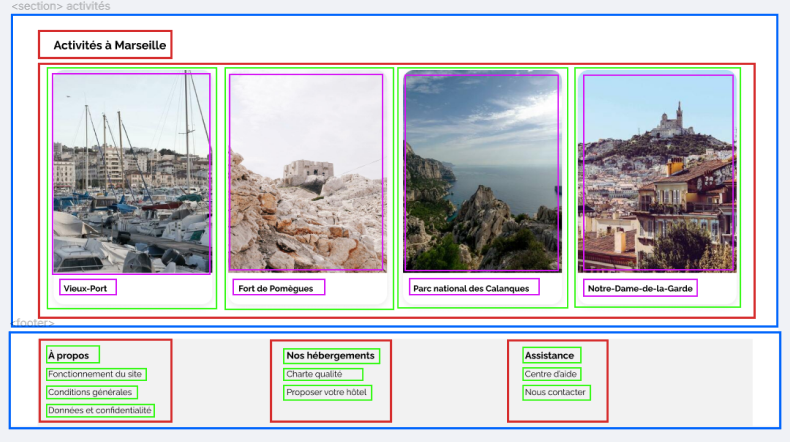 <section> activités
Activités à Marseille
Vieux-Port
Fort de Pomègues
Parc national des Calanques
Notre-Dame-de-la-Garde
<footer>
À propos
Fonctionnement du site
Conditions générales
Données et confidentialité
Nos hébergements
Charte qualité
Proposer votre hôtel
Assistance
Centre d'aide
Nous contacter